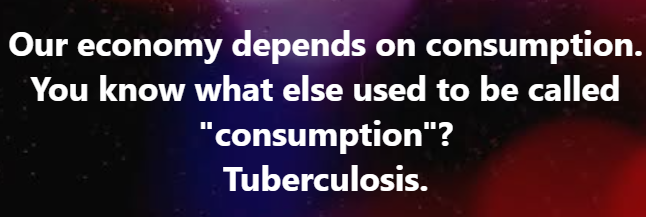 Our economy depends on consumption.
You know what else used to be called
"consumption"?
Tuberculosis.